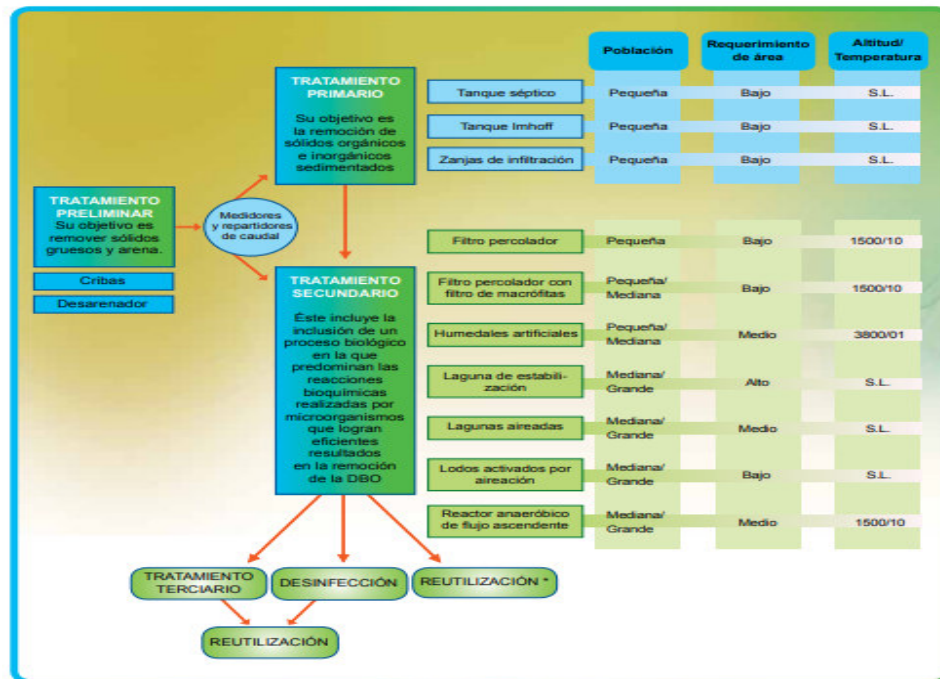 Población
Requerimiento
de área
Altitud/
Temperatura
TRATAMIENTO
PRIMARIO
Su objetivo es
la remoción de
sólidos orgánicos
e inorgánicos
sedimentados
Tanque séptico
Pequeña
Bajo
S.L.
Tanque Imhoff
Pequeña
Bajo
S.L.
Zanjas de infiltración
Pequeña
Bajo
S.L.
TRATAMIENTO
PRELIMINAR
Su objetivo es
remover sólidos
gruesos y arena.
Cribas
Desarenador
Medidores
y repartidores
de caudal
TRATAMIENTO
SECUNDARIO
Éste incluye la
inclusión de un
proceso biológico
en la que
predominan las
reacciones
bioquímicas
realizadas por
microorganismos
que logran
eficientes
resultados
en la remoción
de la DBO
Filtro percolador
Pequeña
Bajo
1500/10
Filtro percolador con
filtro de macrófitas
Pequeña/
Mediana
Bajo
1500/10
Humedales artificiales
Pequeña/
Mediana
Medio
3800/01
Laguna de estabili-
zación
Mediana/
Grande
Alto
S.L.
Lagunas aireadas
Mediana/
Grande
Medio
S.L.
Lodos activados por
aireación
Mediana/
Grande
Bajo
S.L.
Reactor anaeróbico
de flujo ascendente
Mediana/
Grande
Medio
1500/10
TRATAMIENTO
TERCIARIO
DESINFECCIÓN
REUTILIZACIÓN *
REUTILIZACIÓN